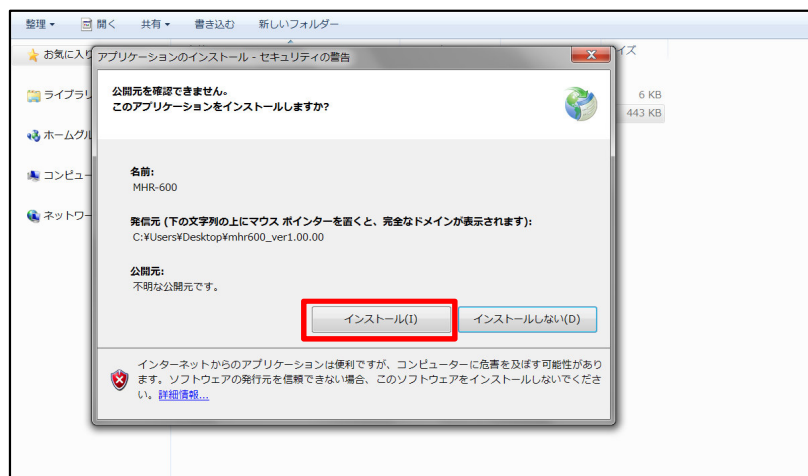 整理 開く 共有 書き込む 新しいフォルダー
お気に入り
イズ
アプリケーションのインストール - セキュリティの警告
公開元を確認できません。
このアプリケーションをインストールしますか?
ライブラリ
6 KB
443 KB
ホームグル
名前:
MHR-600
コンピュー
発信元 (下の文字列の上にマウス ポインターを置くと、完全なドメインが表示されます):
ネットワー
C:¥Users¥Desktop¥mhr600_ver1.00.00
公開元:
不明な公開元です。
インストール(I) インストールしない(D)
インターネットからのアプリケーションは便利ですが、コンピューターに危害を及ぼす可能性があり
ます。ソフトウェアの発行元を信頼できない場合、このソフトウェアをインストールしないでくださ
い。詳細情報...